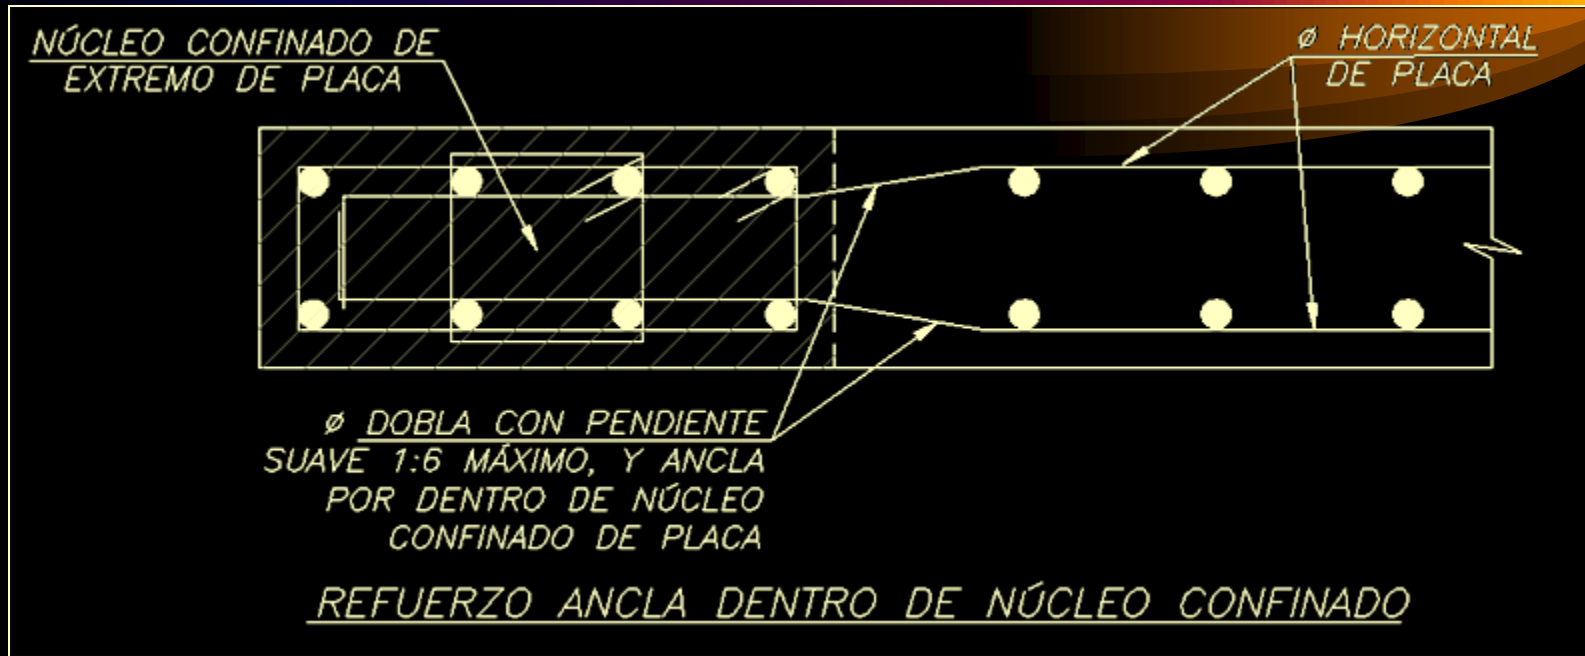 NÚCLEO CONFINADO DE
EXTREMO DE PLACA
ø HORIZONTAL
DE PLACA
ø DOBLA CON PENDIENTE
SUAVE 1:6 MÁXIMO, Y ANCLA
POR DENTRO DE NÚCLEO
CONFINADO DE PLACA
REFUERZO ANCLA DENTRO DE NÚCLEO CONFINADO